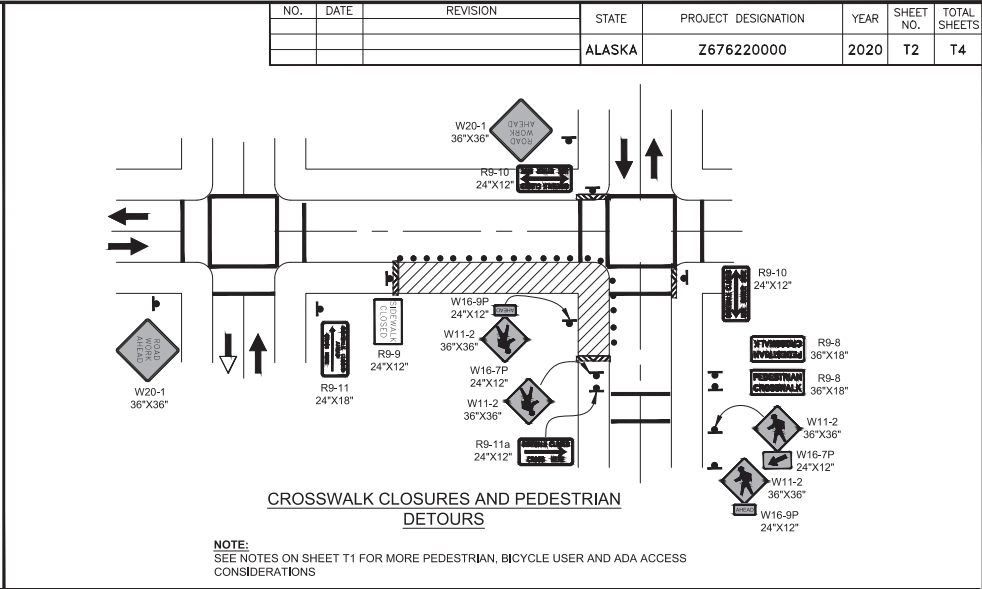 NO. DATE REVISION STATE PROJECT DESIGNATION YEAR SHEET NO. TOTAL SHEETS
ALASKA Z676220000 2020 T2 T4
W20-1
36"X36"
ROAD
WORK
AHEAD
R9-10
24"X12"
R9-10
24"X12"
W16-9P
24"X12"
AHEAD
W11-2
36"X36"
SIDEWALK
CLOSED
R9-9
24"X12"
ROAD
WORK
AHEAD
W20-1
36"X36"
R9-11
24"X18"
W16-7P
24"X12"
W11-2
36"X36"
R9-11a
24"X12"
PEDESTRIAN
CROSSWALK
R9-8
36"X18"
PEDESTRIAN
CROSSWALK
R9-8
36"X18"
W11-2
36"X36"
W16-7P
24"X12"
W11-2
36"X36"
AHEAD
W16-9P
24"X12"
CROSSWALK CLOSURES AND PEDESTRIAN
DETOURS
NOTE:
SEE NOTES ON SHEET T1 FOR MORE PEDESTRIAN, BICYCLE USER AND ADA ACCESS
CONSIDERATIONS